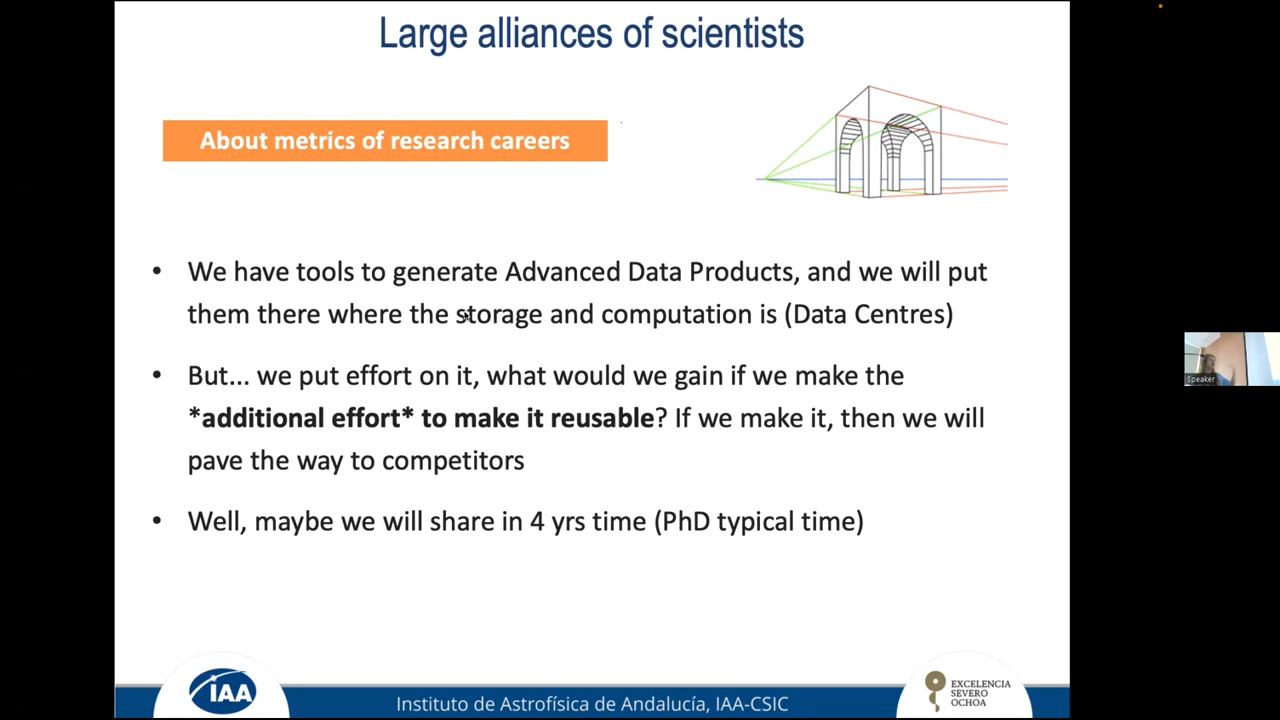 Large alliances of scientists
About metrics of research careers
• We have tools to generate Advanced Data Products, and we will put
them there where the storage and computation is (Data Centres)
• But... we put effort on it, what would we gain if we make the
*additional effort* to make it reusable? If we make it, then we will
pave the way to competitors
• Well, maybe we will share in 4 yrs time (PhD typical time)
Speaker
IAA
Instituto de Astrofísica de Andalucía, IAA-CSIC
EXCELENCIA
SEVERO
OCHOA